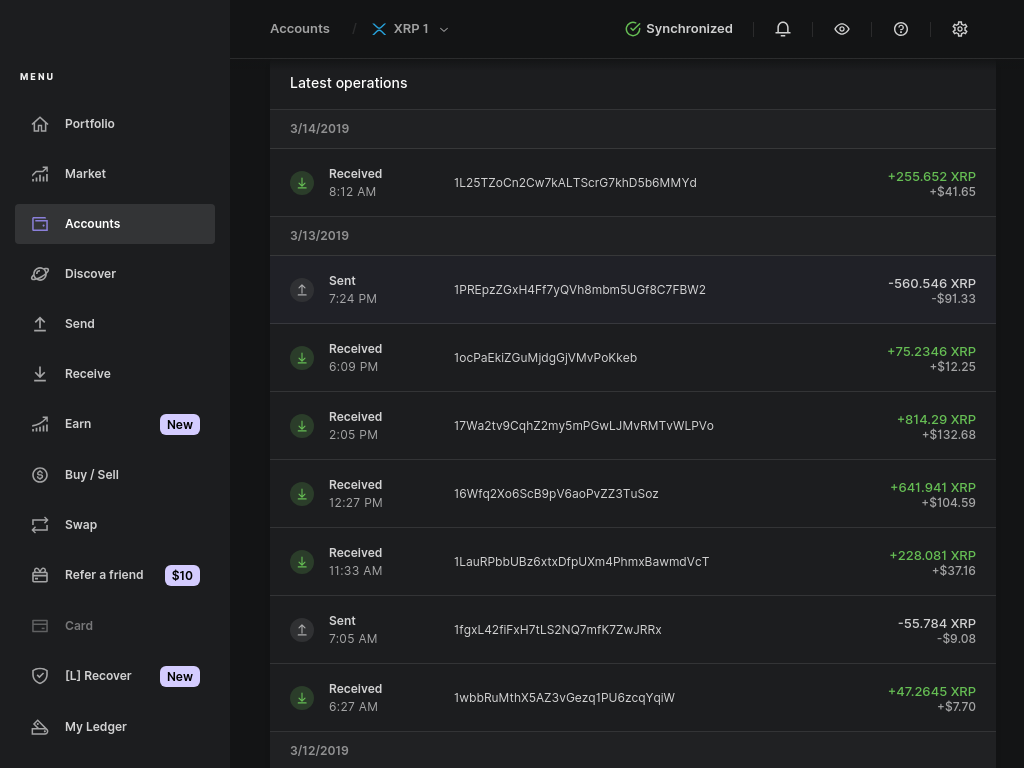 Accounts / XRP 1
Synchronized
MENU
Portfolio
Market
Accounts
Discover
Send
Receive
Earn New
Buy / Sell
Swap
Refer a friend $10
Card
[L] Recover New
My Ledger
Latest operations
3/14/2019
Received
8:12 AM
1L25TZoCn2Cw7kALTScrG7khD5b6MMYd
+255.652 XRP
+$41.65
3/13/2019
Sent
7:24 PM
1PREpzZGxH4Ff7yQVh8mbm5UGf8C7FBW2
-560.546 XRP
-$91.33
Received
6:09 PM
1ocPaEkiZGuMjdgGjVMvPoKkeb
+75.2346 XRP
+$12.25
Received
2:05 PM
17Wa2tv9CqhZ2my5mPGwLJMvRMTvWLPVo
+814.29 XRP
+$132.68
Received
12:27 PM
16Wfq2Xo6ScB9pV6aoPvZZ3TuSoz
+641.941 XRP
+$104.59
Received
11:33 AM
1LauRPbbUBz6xtxDfpUXm4PhmxBawmdVcT
+228.081 XRP
+$37.16
Sent
7:05 AM
1fgxL42fiFxH7tLS2NQ7mfK7ZwJRRx
-55.784 XRP
-$9.08
Received
6:27 AM
1wbbRuMthX5AZ3vGezq1PU6zcqYqiW
+47.2645 XRP
+$7.70
3/12/2019